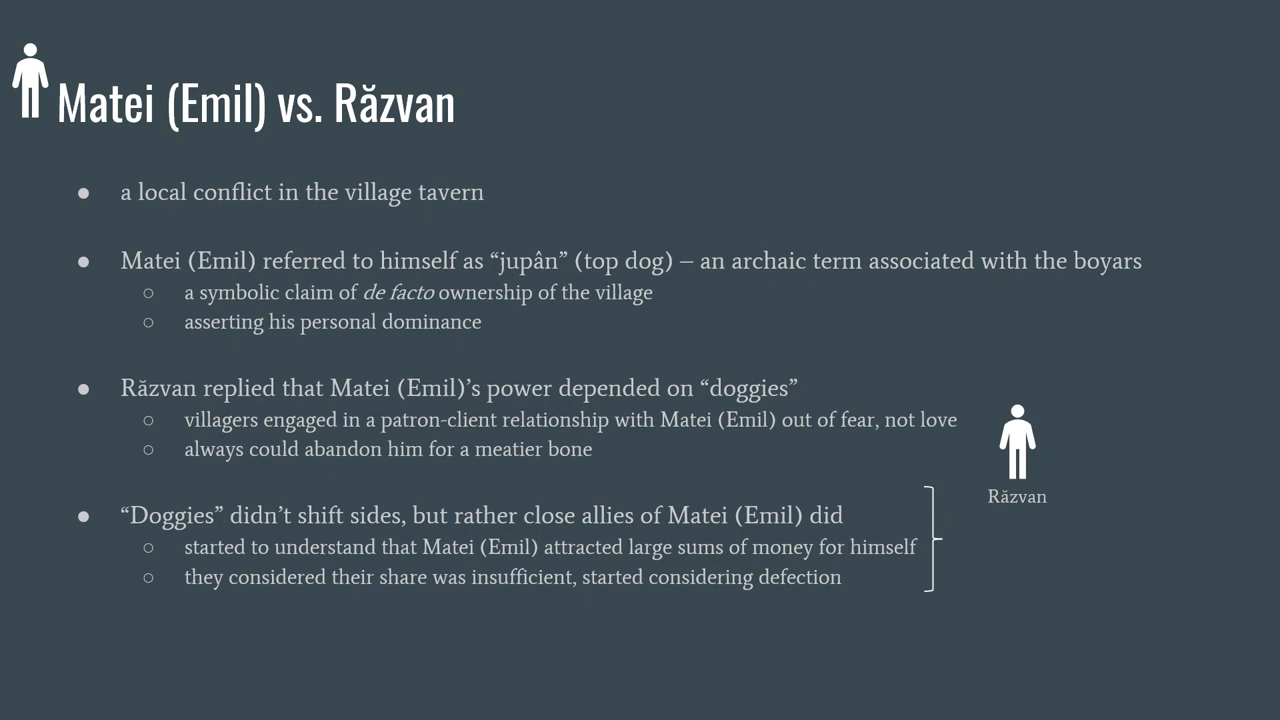 Matei (Emil) vs. Răzvan
● a local conflict in the village tavern
● Matei (Emil) referred to himself as “jupân” (top dog) – an archaic term associated with the boyars
○ a symbolic claim of de facto ownership of the village
○ asserting his personal dominance
● Răzvan replied that Matei (Emil)’s power depended on “doggies”
○ villagers engaged in a patron-client relationship with Matei (Emil) out of fear, not love
○ always could abandon him for a meatier bone
Răzvan
● “Doggies” didn’t shift sides, but rather close allies of Matei (Emil) did
○ started to understand that Matei (Emil) attracted large sums of money for himself
○ they considered their share was insufficient, started considering defection